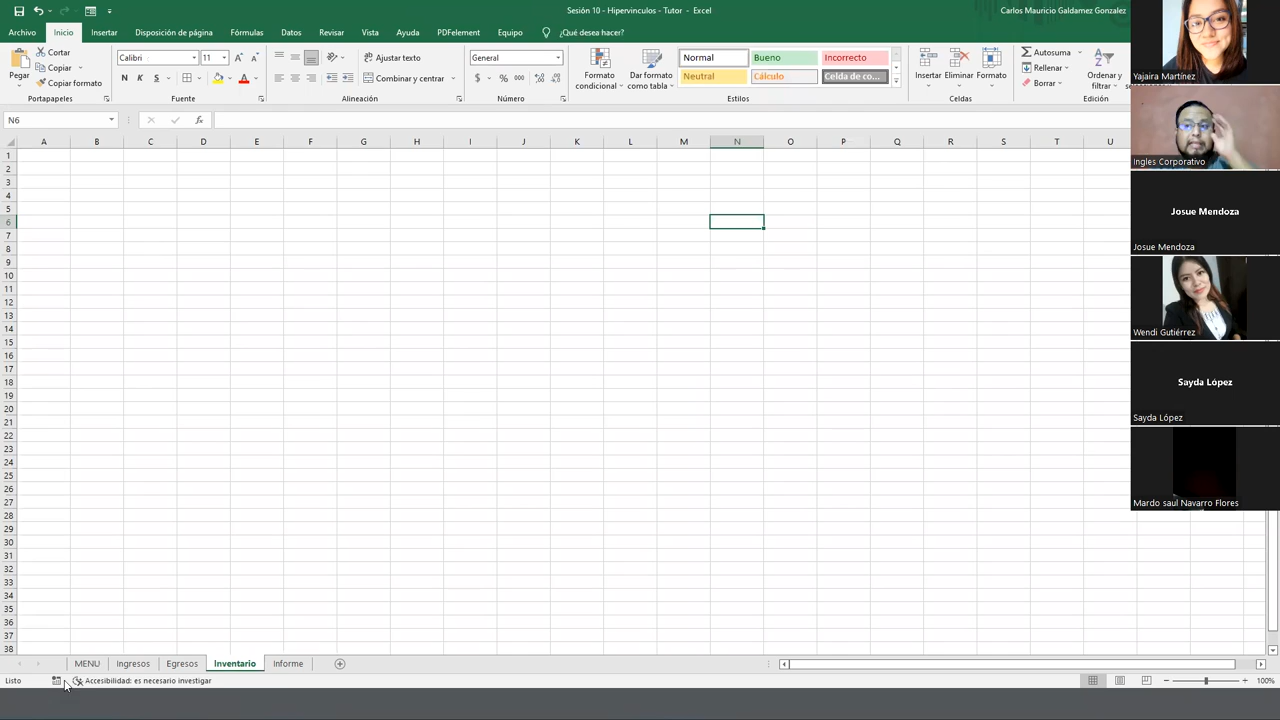 Sesión 10 - Hipervinculos - Tutor - Excel
Carlos Mauricio Galdamez Gonzalez
Archivo Inicio Insertar Disposición de página Fórmulas Datos Revisar Vista Ayuda PDFelement Equipo ¿Qué desea hacer?
Pegar
Cortar
Copiar
Copiar formato
Portapapeles
Calibri 11
N K S
Fuente
Ajustar texto
Combinar y centrar
Alineación
General
$ % 000
Número
Formato condicional
Dar formato como tabla
Normal Bueno Incorrecto
Neutral Cálculo Celda de co...
Estilos
Insertar Eliminar Formato
Celdas
Autosuma
Rellenar
Borrar
Ordenar y filtrar
Edición
N6
fx
A B C D E F G H I J K L M N O P Q R S T U
1
2
3
4
5
6
7
8
9
10
11
12
13
14
15
16
17
18
19
20
21
22
23
24
25
26
27
28
29
30
31
32
33
34
35
36
37
38
MENU Ingresos Egresos Inventario Informe
Listo Accesibilidad: es necesario investigar 100%
Yajaira Martínez
Ingles Corporativo
Josue Mendoza
Josue Mendoza
Wendi Gutiérrez
Sayda López
Sayda López
Mardo saul Navarro Flores